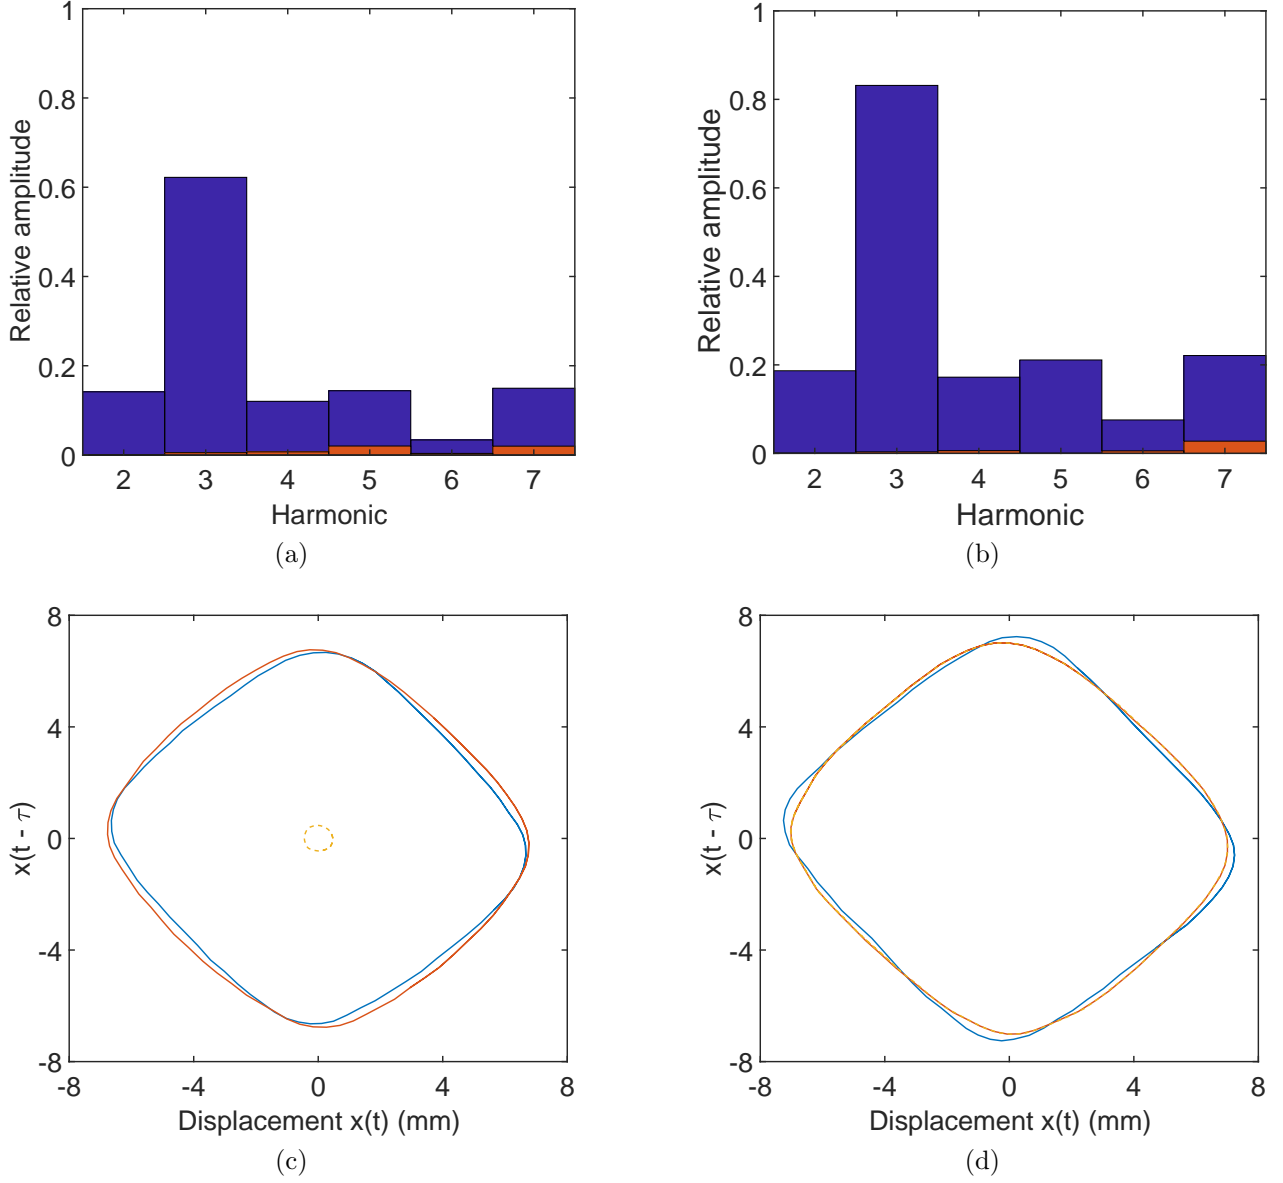 1
0.8
0.6
0.4
0.2
0
2 3 4 5 6 7
Relative amplitude
Harmonic
(a)
1
0.8
0.6
0.4
0.2
0
2 3 4 5 6 7
Relative amplitude
Harmonic
(b)
8
4
0
-4
-8
-8 -4 0 4 8
x(t - τ)
Displacement x(t) (mm)
(c)
8
4
0
-4
-8
-8 -4 0 4 8
x(t - τ)
Displacement x(t) (mm)
(d)